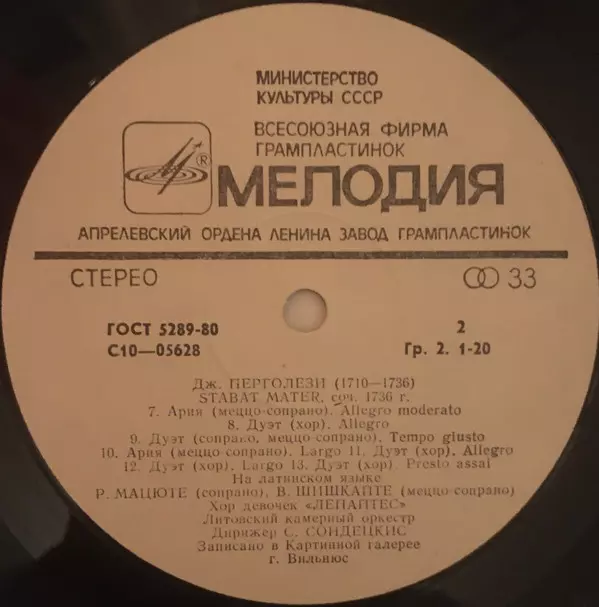 МИНИСТЕРСТВО
КУЛЬТУРЫ СССР
ВСЕСОЮЗНАЯ ФИРМА
ГРАМПЛАСТИНОК
® МЕЛОДИЯ
АПРЕЛЕВСКИЙ ОРДЕНА ЛЕНИНА ЗАВОД ГРАМПЛАСТИНОК
СТЕРЕО 33
ГОСТ 5289-80 2
С10—05628 Гр. 2. 1-20
Дж. ПЕРГОЛЕЗИ (1710—1736)
STABAT MATER, соч. 1736 г.
7. Ария (меццо-сопрано). Allegro moderato
8. Дуэт (хор). Allegro
9. Дуэт (сопрано, меццо-сопрано). Tempo giusto
10. Ария (меццо-сопрано). Largo 11. Дуэт (хор). Allegro
12. Дуэт (хор). Largo 13. Дуэт (хор). Presto assai
На латинском языке
Р. МАЦЮТЕ (сопрано), В. ШИШКАЙТЕ (меццо-сопрано)
Хор девочек «ЛЕПАЙТЕС»
Литовский камерный оркестр
Дирижер С. СОНДЕЦКИС
Записано в Картинной галерее
г. Вильнюс